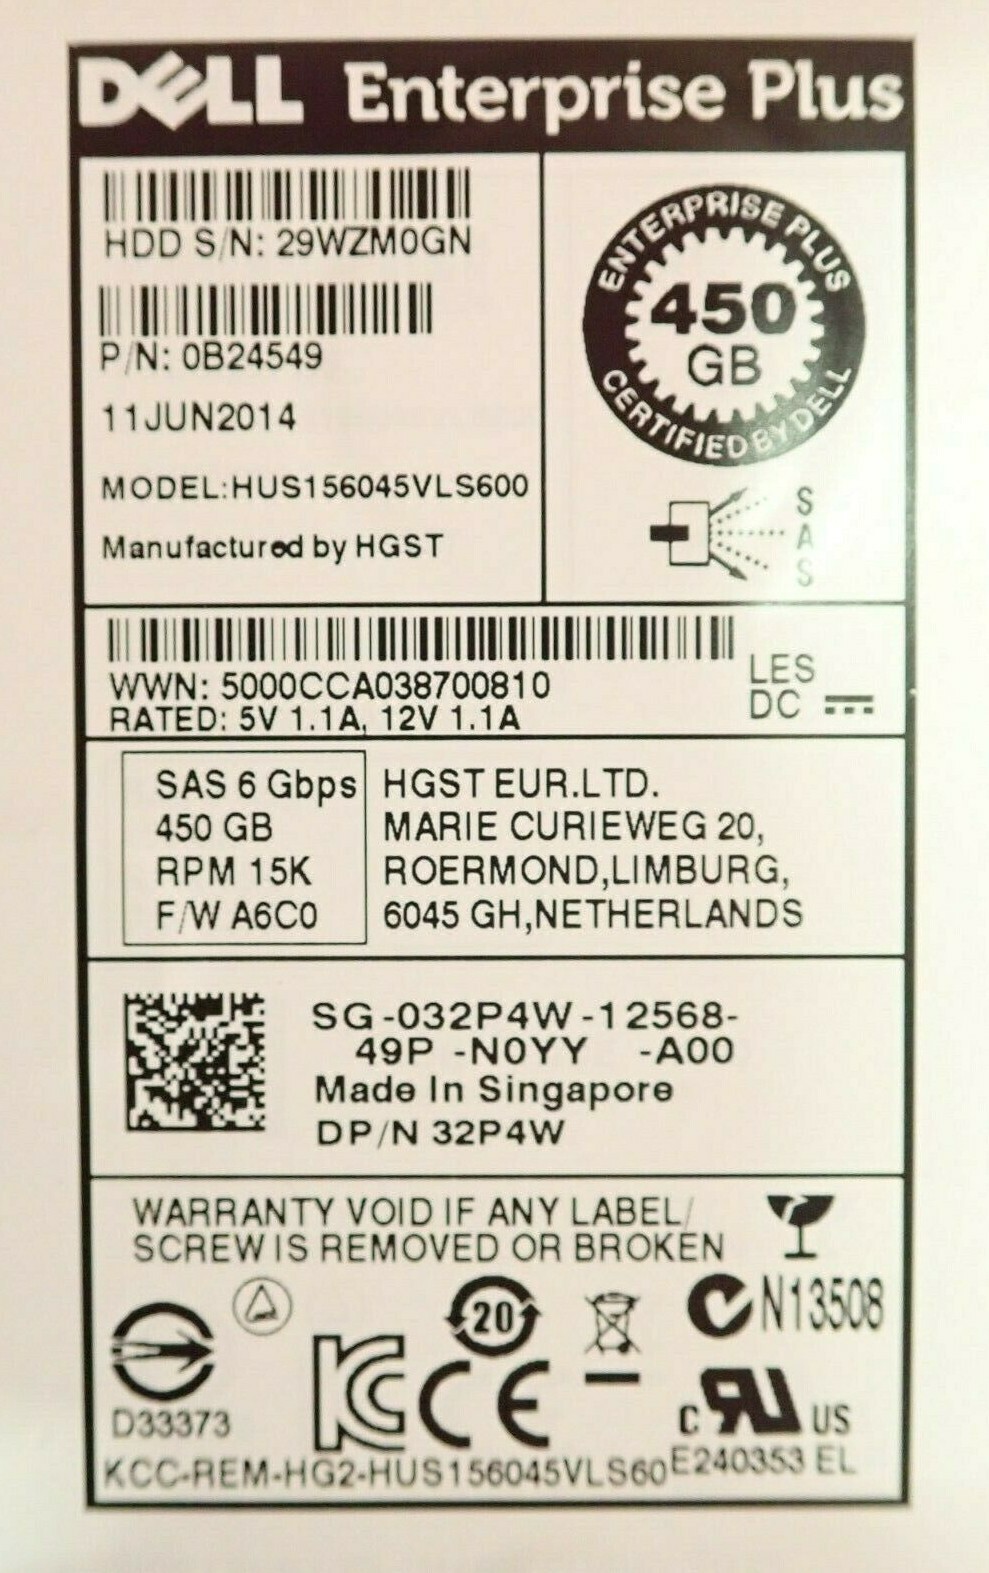 DELL Enterprise Plus
HDD S/N: 29WZM0GN
P/N: 0B24549
11JUN2014
MODEL:HUS156045VLS600
Manufactured by HGST
ENTERPRISE PLUS
450
GB
CERTIFIED BY DELL
S
A
S
WWN: 5000CCA038700810
RATED: 5V 1.1A, 12V 1.1A
LES
DC
SAS 6 Gbps
450 GB
RPM 15K
F/W A6C0
HGST EUR.LTD.
MARIE CURIEWEG 20,
ROERMOND,LIMBURG,
6045 GH,NETHERLANDS
SG-032P4W-12568-
49P -N0YY -A00
Made In Singapore
DP/N 32P4W
WARRANTY VOID IF ANY LABEL/
SCREW IS REMOVED OR BROKEN
20
N13508
D33373
KC CE
C RU US
KCC-REM-HG2-HUS156045VLS60
E240353 EL